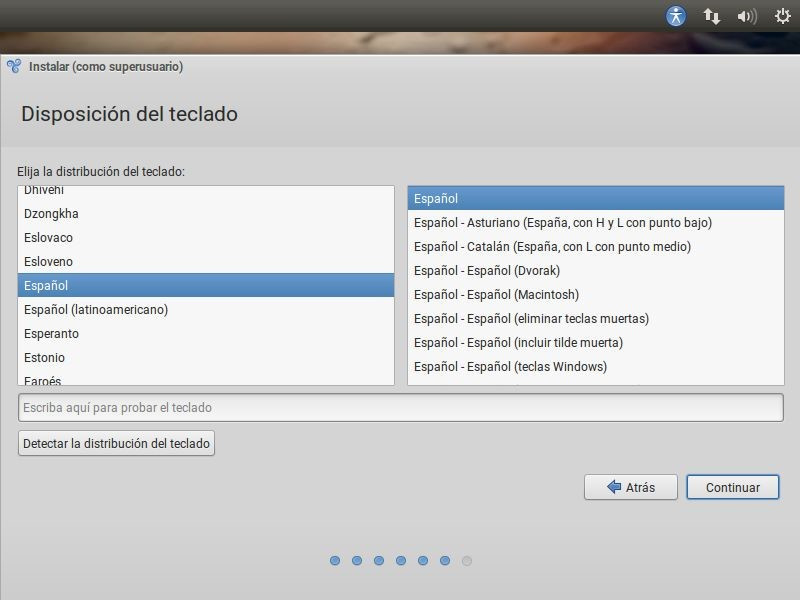 Instalar (como superusuario)
Disposición del teclado
Elija la distribución del teclado:
Dhivehi
Dzongkha
Eslovaco
Esloveno
Español
Español (latinoamericano)
Esperanto
Estonio
Faroés
Español
Español - Asturiano (España, con H y L con punto bajo)
Español - Catalán (España, con L con punto medio)
Español - Español (Dvorak)
Español - Español (Macintosh)
Español - Español (eliminar teclas muertas)
Español - Español (incluir tilde muerta)
Español - Español (teclas Windows)
Escriba aquí para probar el teclado
Detectar la distribución del teclado
Atrás
Continuar